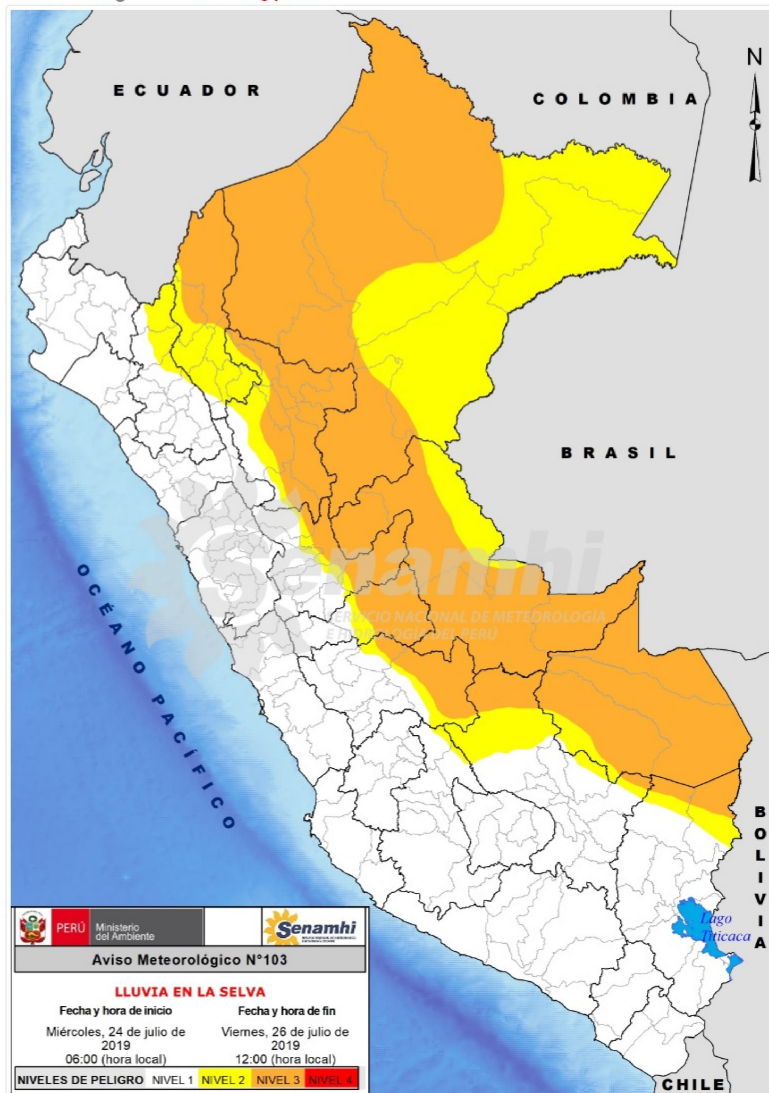 ECUADOR
COLOMBIA
N
BRASIL
Senamhi
SERVICIO NACIONAL DE METEOROLOGÍA
E HIDROLOGÍA DEL PERÚ
OCÉANO PACÍFICO
BOLIVIA
Lago
Titicaca
CHILE
PERÚ
Ministerio
del Ambiente
Senamhi
Aviso Meteorológico N°103
LLUVIA EN LA SELVA
Fecha y hora de inicio
Miércoles, 24 de julio de
2019
06:00 (hora local)
Fecha y hora de fin
Viernes, 26 de julio de
2019
12:00 (hora local)
NIVELES DE PELIGRO NIVEL 1 NIVEL 2 NIVEL 3 NIVEL 4